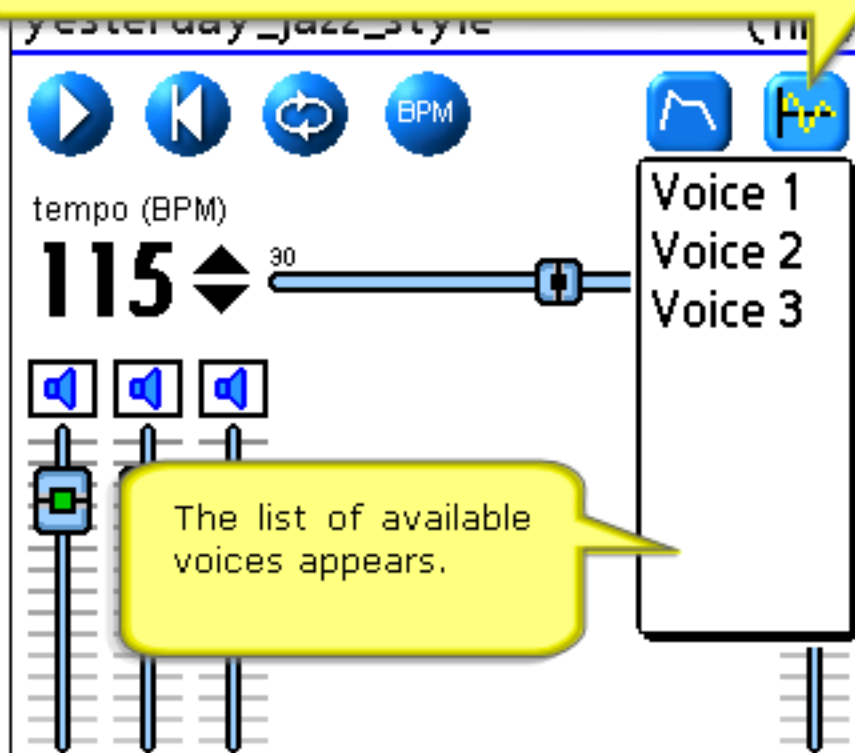 yesterday_jazz_style
BPM
tempo (BPM)
115
30
Voice 1
Voice 2
Voice 3
The list of available
voices appears.